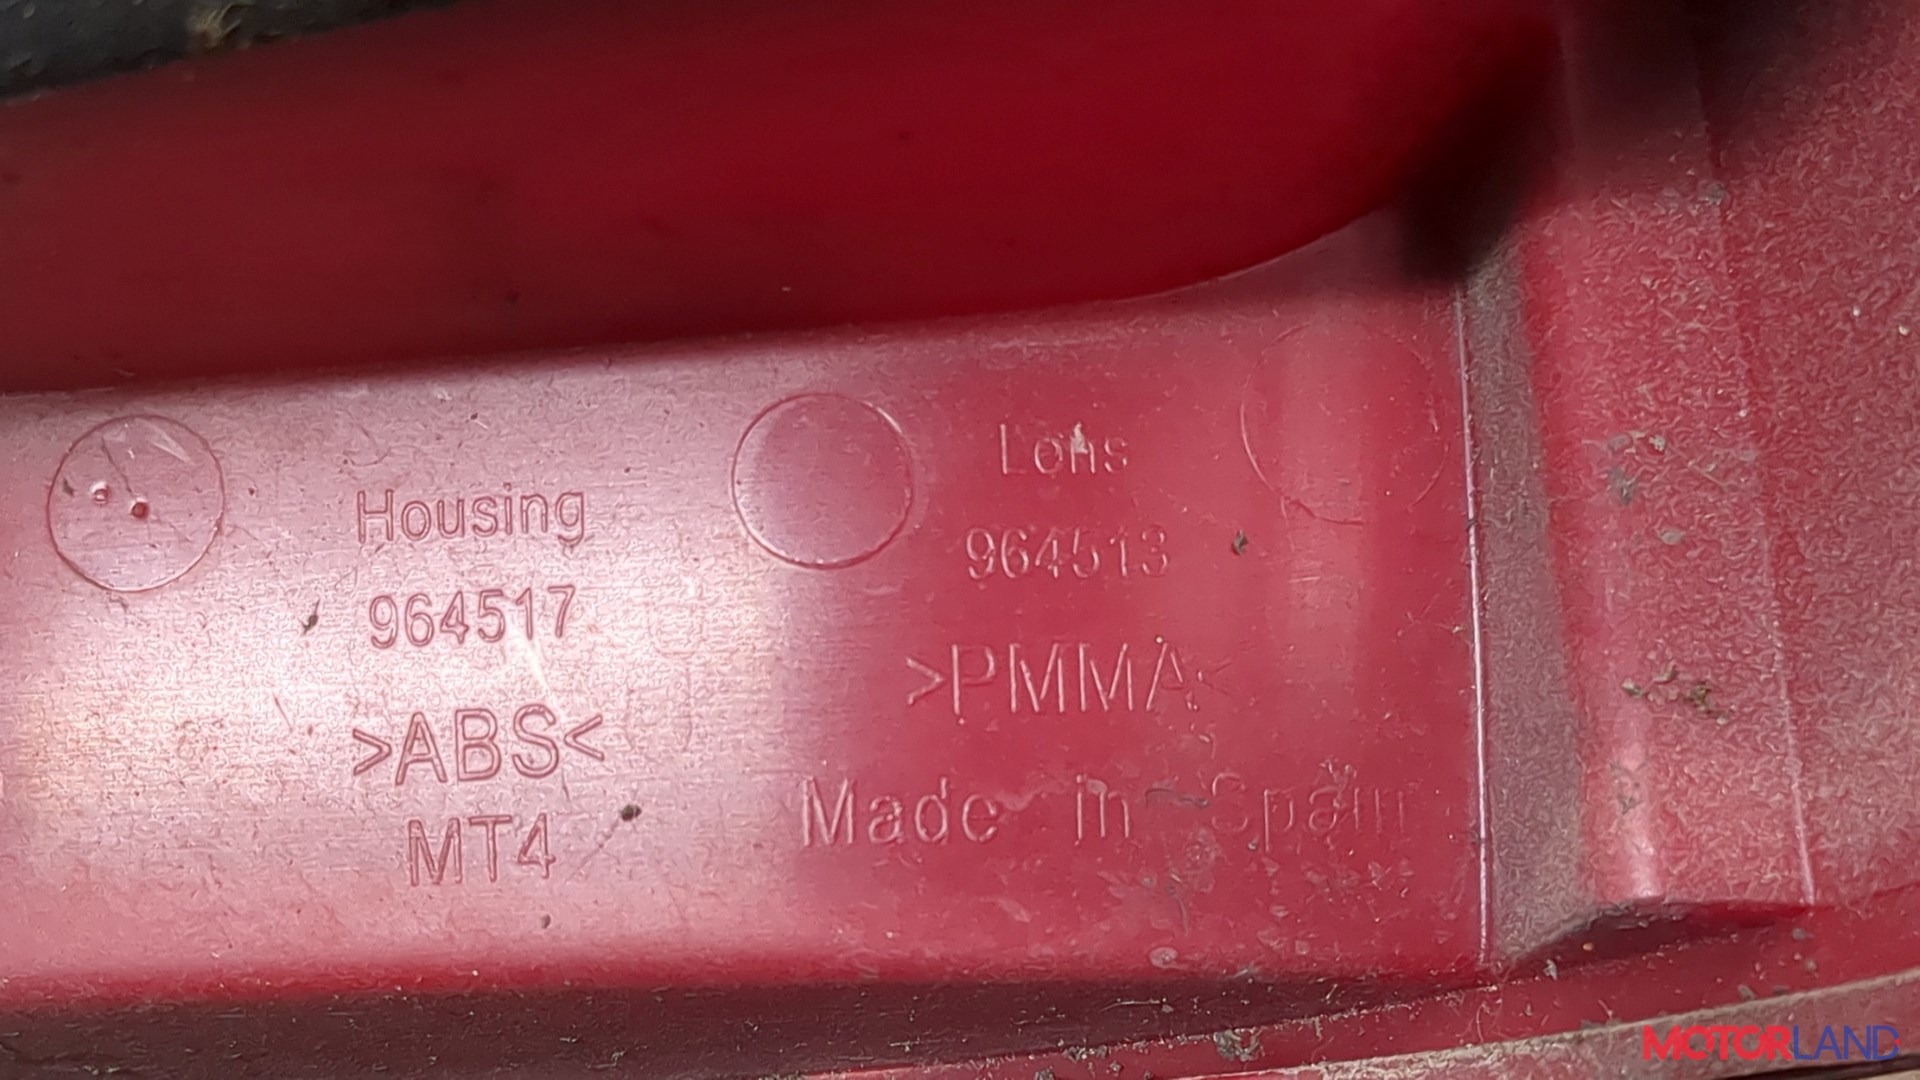 Housing
964517
>ABS<
MT4
Lens
964513
>PMMA<
Made in Spain
MOTORLAND